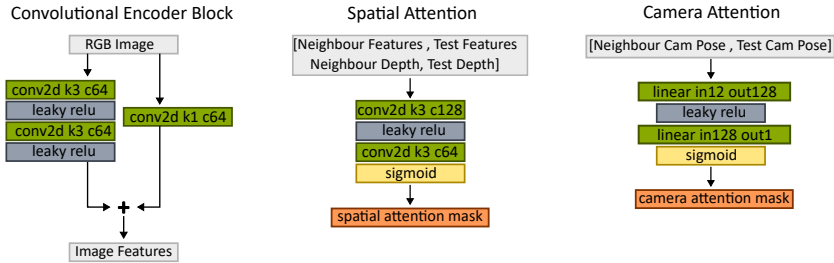 Convolutional Encoder Block
RGB Image
conv2d k3 c64
leaky relu
conv2d k3 c64
leaky relu
conv2d k1 c64
+
Image Features
Spatial Attention
[Neighbour Features , Test Features
Neighbour Depth, Test Depth]
conv2d k3 c128
leaky relu
conv2d k3 c64
sigmoid
spatial attention mask
Camera Attention
[Neighbour Cam Pose , Test Cam Pose]
linear in12 out128
leaky relu
linear in128 out1
sigmoid
camera attention mask